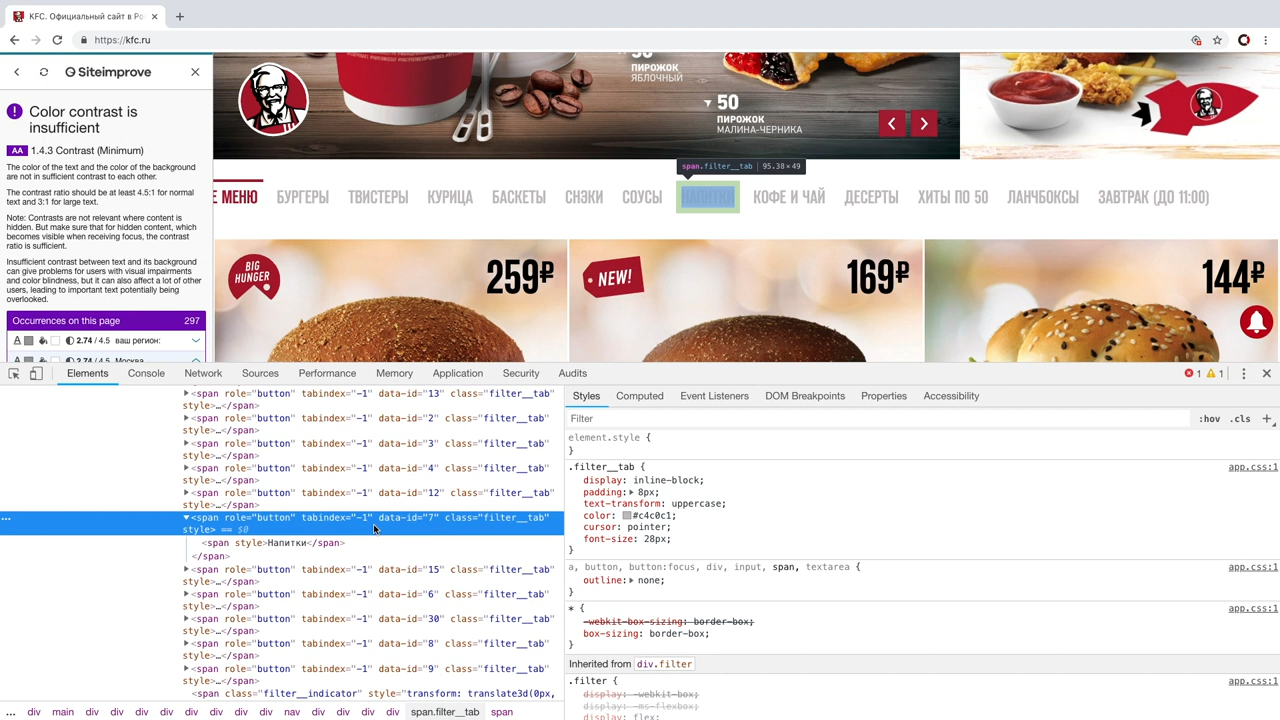 KFC. Официальный сайт в Ро
https://kfc.ru
Siteimprove
Color contrast is
insufficient
AA 1.4.3 Contrast (Minimum)
The color of the text and the color of the background
are not in sufficient contrast to each other.
The contrast ratio should be at least 4.5:1 for normal
text and 3:1 for large text.
Note: Contrasts are not relevant where content is
hidden. But make sure that for hidden content, which
becomes visible when receiving focus, the contrast
ratio is sufficient.
Insufficient contrast between text and its background
can give problems for users with visual impairments
and color blindness, but it can also affect a lot of other
users, leading to important text potentially being
overlooked.
Occurrences on this page 297
A 2.74 / 4.5 ваш регион:
2.74 / 4.5 Москва
ПИРОЖОК
ЯБЛОЧНЫЙ
50
ПИРОЖОК
МАЛИНА-ЧЕРНИКА
span.filter__tab 95.38 × 49
Е МЕНЮ БУРГЕРЫ ТВИСТЕРЫ КУРИЦА БАСКЕТЫ СНЭКИ СОУСЫ НАПИТКИ КОФЕ И ЧАЙ ДЕСЕРТЫ ХИТЫ ПО 50 ЛАНЧБОКСЫ ЗАВТРАК (ДО 11:00)
BIG
HUNGER
259₽
NEW!
169₽
144₽
Elements Console Network Sources Performance Memory Application Security Audits 1 1
<span role="button" tabindex="-1" data-id="13" class="filter__tab"
style>…</span>
<span role="button" tabindex="-1" data-id="2" class="filter__tab"
style>…</span>
<span role="button" tabindex="-1" data-id="3" class="filter__tab"
style>…</span>
<span role="button" tabindex="-1" data-id="4" class="filter__tab"
style>…</span>
<span role="button" tabindex="-1" data-id="12" class="filter__tab"
style>…</span>
<span role="button" tabindex="-1" data-id="7" class="filter__tab"
style> == $0
<span style>Напитки</span>
</span>
<span role="button" tabindex="-1" data-id="15" class="filter__tab"
style>…</span>
<span role="button" tabindex="-1" data-id="6" class="filter__tab"
style>…</span>
<span role="button" tabindex="-1" data-id="30" class="filter__tab"
style>…</span>
<span role="button" tabindex="-1" data-id="8" class="filter__tab"
style>…</span>
<span role="button" tabindex="-1" data-id="9" class="filter__tab"
style>…</span>
<span class="filter__indicator" style="transform: translate3d(0px,
… div main div div div div div div nav div div div span.filter__tab span
Styles Computed Event Listeners DOM Breakpoints Properties Accessibility
Filter :hov .cls +
element.style {
}
.filter__tab { app.css:1
display: inline-block;
padding: 8px;
text-transform: uppercase;
color: #c4c0c1;
cursor: pointer;
font-size: 28px;
}
a, button, button:focus, div, input, span, textarea { app.css:1
outline: none;
}
* { app.css:1
-webkit-box-sizing: border-box;
box-sizing: border-box;
}
Inherited from div.filter
.filter { app.css:1
display: -webkit-box;
display: -ms-flexbox;
display: flex;